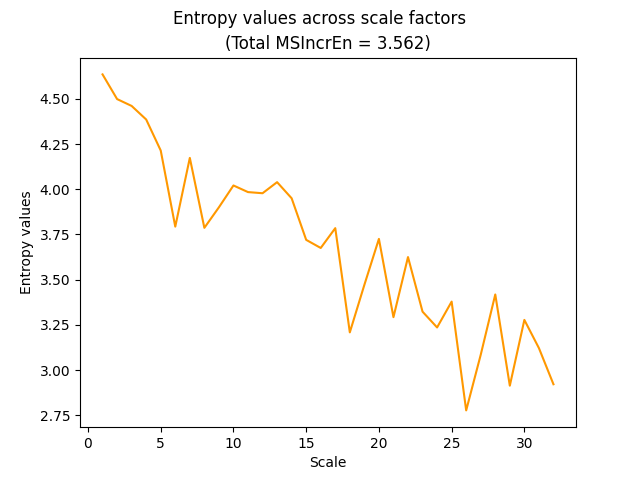 Entropy values across scale factors
(Total MSIncrEn = 3.562)
4.50
4.25
4.00
3.75
3.50
3.25
3.00
2.75
Entropy values
0 5 10 15 20 25 30
Scale